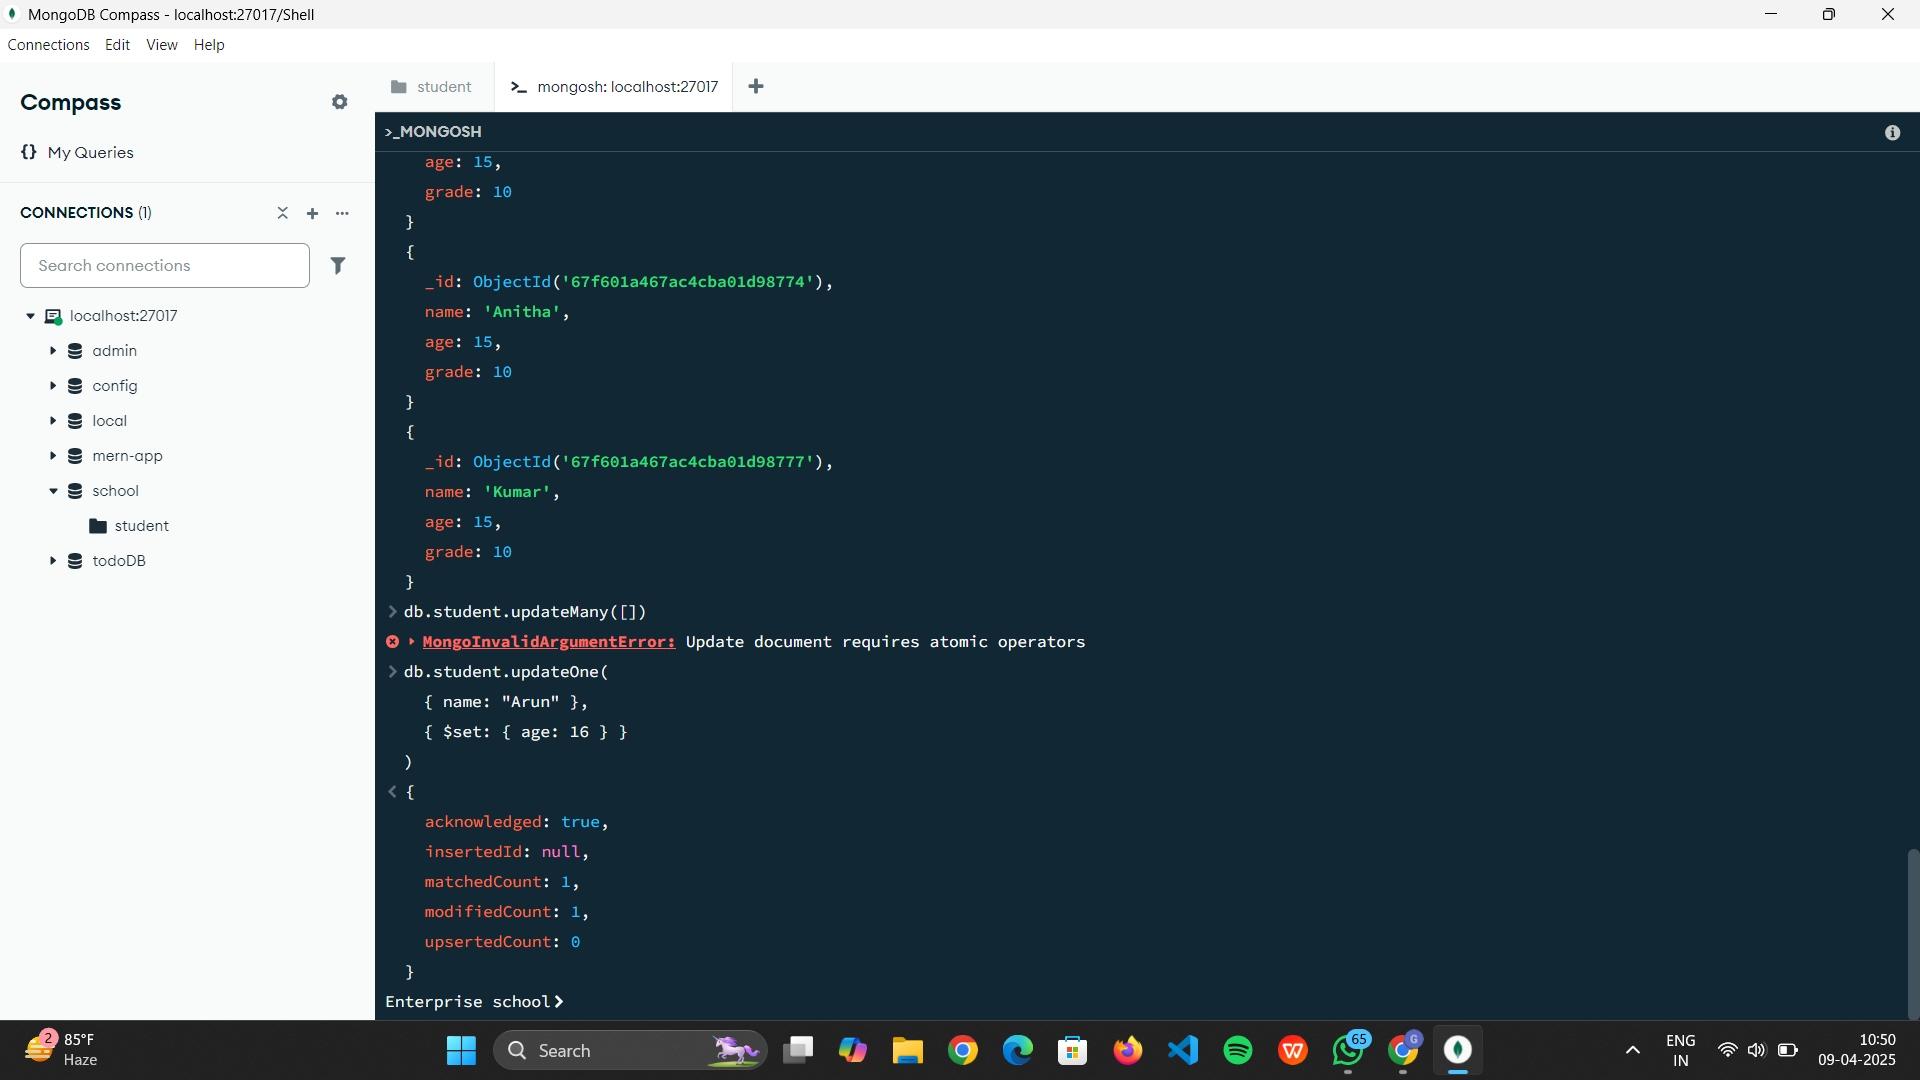 MongoDB Compass - localhost:27017/Shell
Connections Edit View Help
Compass
{} My Queries
CONNECTIONS (1)
Search connections
localhost:27017
admin
config
local
mern-app
school
student
todoDB
student
>_ mongosh: localhost:27017
>_MONGOSH
age: 15,
grade: 10
}
{
_id: ObjectId('67f601a467ac4cba01d98774'),
name: 'Anitha',
age: 15,
grade: 10
}
{
_id: ObjectId('67f601a467ac4cba01d98777'),
name: 'Kumar',
age: 15,
grade: 10
}
> db.student.updateMany([])
MongoInvalidArgumentError: Update document requires atomic operators
> db.student.updateOne(
{ name: "Arun" },
{ $set: { age: 16 } }
)
< {
acknowledged: true,
insertedId: null,
matchedCount: 1,
modifiedCount: 1,
upsertedCount: 0
}
Enterprise school>
2
85°F
Haze
Search
W
65
G
ENG
IN
10:50
09-04-2025